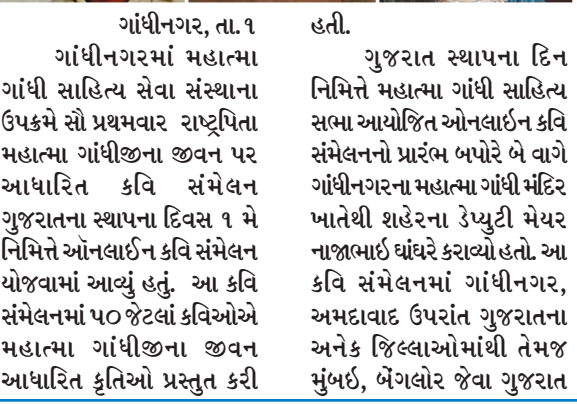 ગાંધીનગર, તા.૧
ગાંધીનગરમાં મહાત્મા
ગાંધી સાહિત્ય સેવા સંસ્થાના
ઉપક્રમે સૌ પ્રથમવાર રાષ્ટ્રપિતા
મહાત્મા ગાંધીજીના જીવન પર
આધારિત કવિ સંમેલન
ગુજરાતના સ્થાપના દિવસ ૧ મે
નિમિત્તે ઑનલાઈન કવિ સંમેલન
યોજવામાં આવ્યું હતું. આ કવિ
સંમેલનમાં ૫૦ જેટલાં કવિઓએ
મહાત્મા ગાંધીજીના જીવન
આધારિત કૃતિઓ પ્રસ્તુત કરી
હતી.
ગુજરાત સ્થાપના દિન
નિમિત્તે મહાત્મા ગાંધી સાહિત્ય
સભા આયોજિત ઓનલાઇન કવિ
સંમેલનનો પ્રારંભ બપોરે બે વાગે
ગાંધીનગરના મહાત્મા ગાંધી મંદિર
ખાતેથી શહેરના ડેપ્યુટી મેયર
નાજાભાઇ ઘાંઘરે કરાવ્યો હતો. આ
કવિ સંમેલનમાં ગાંધીનગર,
અમદાવાદ ઉપરાંત ગુજરાતના
અનેક જિલ્લાઓમાંથી તેમજ
મુંબઇ, બેંગલોર જેવા ગુજરાત